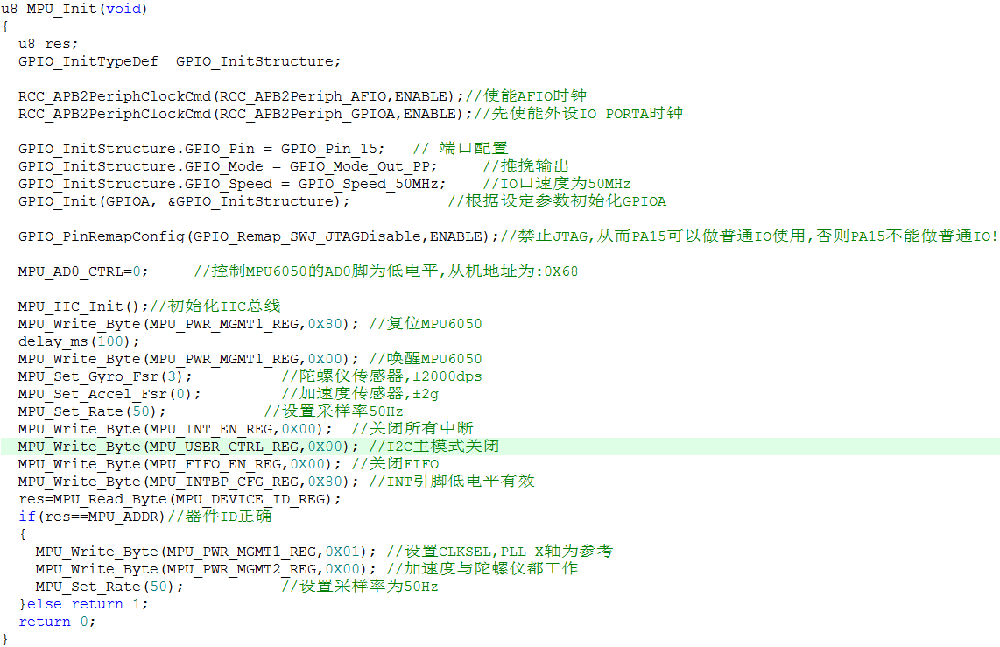 u8 MPU_Init(void)
{
  u8 res;
  GPIO_InitTypeDef  GPIO_InitStructure;

  RCC_APB2PeriphClockCmd(RCC_APB2Periph_AFIO,ENABLE);//使能AFIO时钟
  RCC_APB2PeriphClockCmd(RCC_APB2Periph_GPIOA,ENABLE);//先使能外设IO PORTA时钟

  GPIO_InitStructure.GPIO_Pin = GPIO_Pin_15;   // 端口配置
  GPIO_InitStructure.GPIO_Mode = GPIO_Mode_Out_PP;     //推挽输出
  GPIO_InitStructure.GPIO_Speed = GPIO_Speed_50MHz;    //IO口速度为50MHz
  GPIO_Init(GPIOA, &GPIO_InitStructure);           //根据设定参数初始化GPIOA

  GPIO_PinRemapConfig(GPIO_Remap_SWJ_JTAGDisable,ENABLE);//禁止JTAG,从而PA15可以做普通IO使用,否则PA15不能做普通IO!

  MPU_AD0_CTRL=0;     //控制MPU6050的AD0脚为低电平,从机地址为:0X68

  MPU_IIC_Init();//初始化IIC总线
  MPU_Write_Byte(MPU_PWR_MGMT1_REG,0X80); //复位MPU6050
  delay_ms(100);
  MPU_Write_Byte(MPU_PWR_MGMT1_REG,0X00); //唤醒MPU6050
  MPU_Set_Gyro_Fsr(3);          //陀螺仪传感器,±2000dps
  MPU_Set_Accel_Fsr(0);         //加速度传感器,±2g
  MPU_Set_Rate(50);           //设置采样率50Hz
  MPU_Write_Byte(MPU_INT_EN_REG,0X00);  //关闭所有中断
  MPU_Write_Byte(MPU_USER_CTRL_REG,0X00); //I2C主模式关闭
  MPU_Write_Byte(MPU_FIFO_EN_REG,0X00); //关闭FIFO
  MPU_Write_Byte(MPU_INTBP_CFG_REG,0X80); //INT引脚低电平有效
  res=MPU_Read_Byte(MPU_DEVICE_ID_REG);
  if(res==MPU_ADDR)//器件ID正确
  {
    MPU_Write_Byte(MPU_PWR_MGMT1_REG,0X01); //设置CLKSEL,PLL X轴为参考
    MPU_Write_Byte(MPU_PWR_MGMT2_REG,0X00); //加速度与陀螺仪都工作
    MPU_Set_Rate(50);           //设置采样率为50Hz
  }else return 1;
  return 0;
}